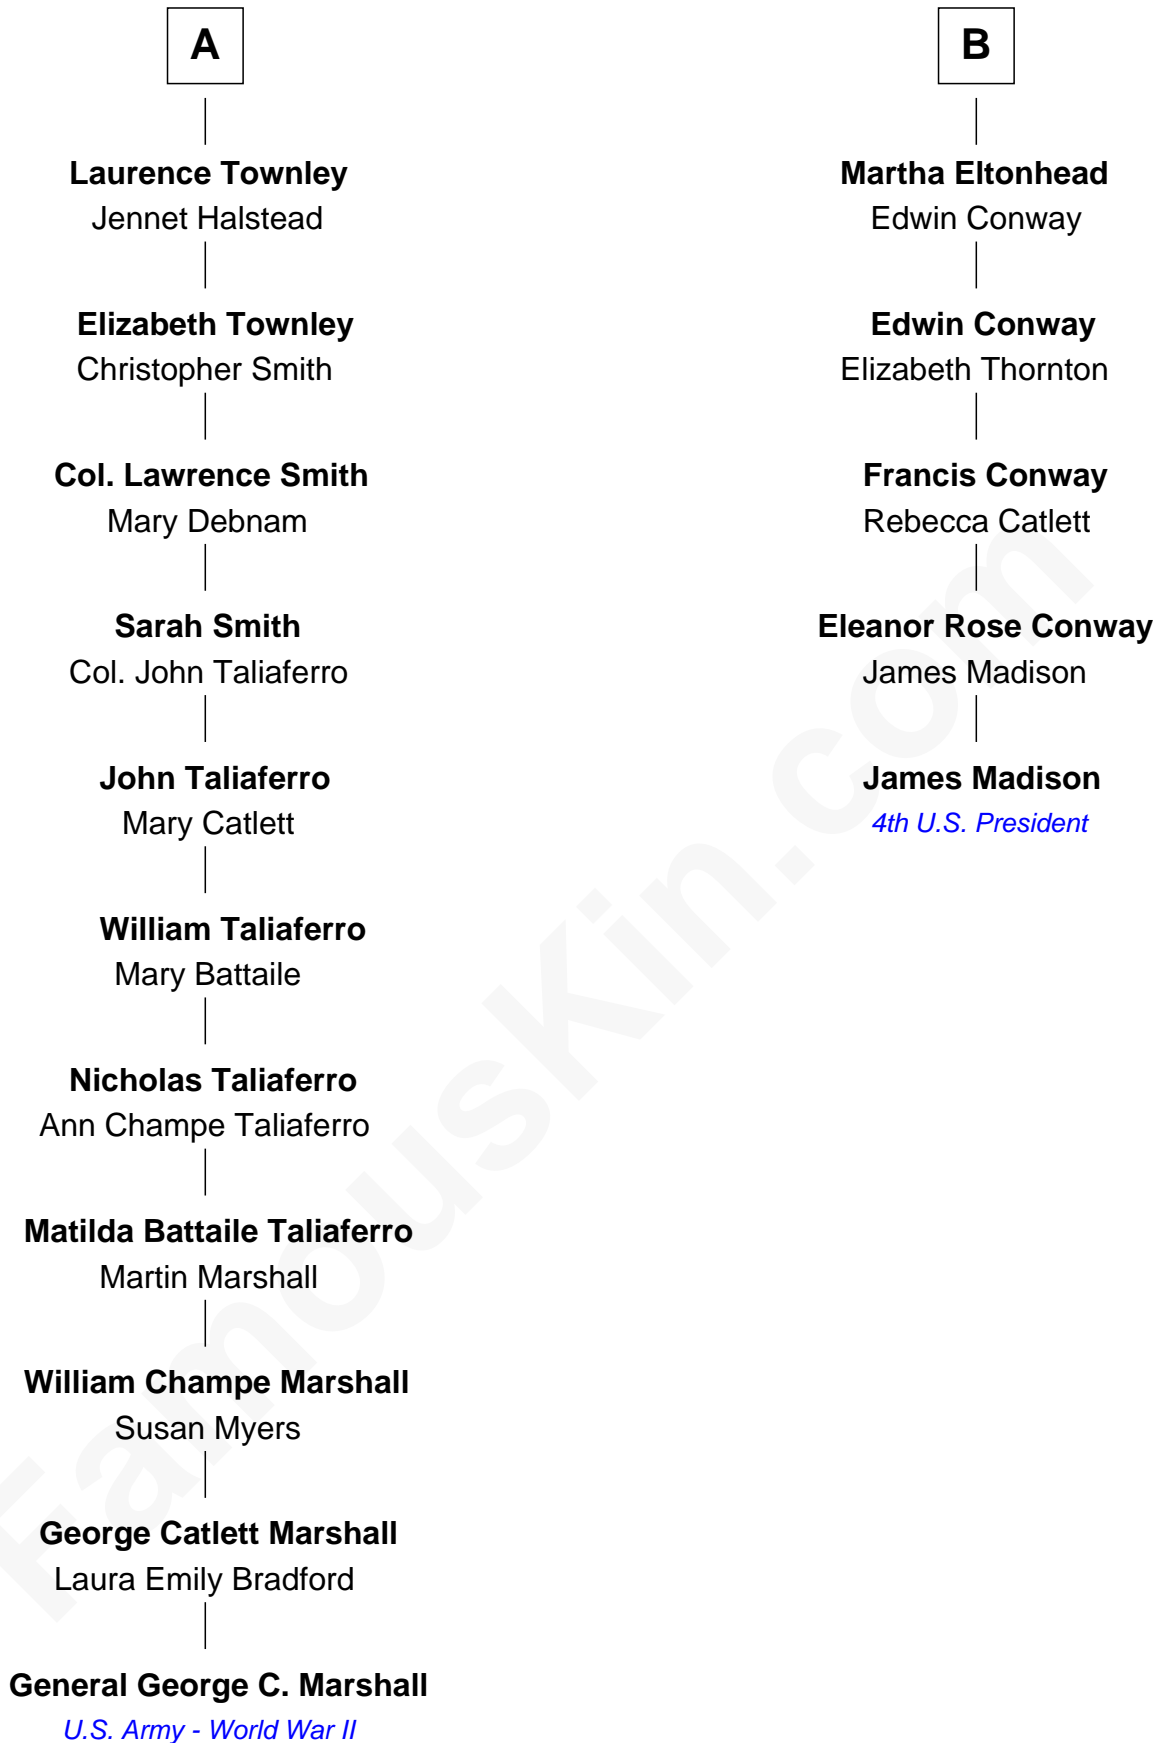 A
Laurence Townley
Jennet Halstead
Elizabeth Townley
Christopher Smith
Col. Lawrence Smith
Mary Debnam
Sarah Smith
Col. John Taliaferro
John Taliaferro
Mary Catlett
William Taliaferro
Mary Battaile
Nicholas Taliaferro
Ann Champe Taliaferro
Matilda Battaile Taliaferro
Martin Marshall
William Champe Marshall
Susan Myers
George Catlett Marshall
Laura Emily Bradford
General George C. Marshall
U.S. Army - World War II
B
Martha Eltonhead
Edwin Conway
Edwin Conway
Elizabeth Thornton
Francis Conway
Rebecca Catlett
Eleanor Rose Conway
James Madison
James Madison
4th U.S. President
FamousKin.com